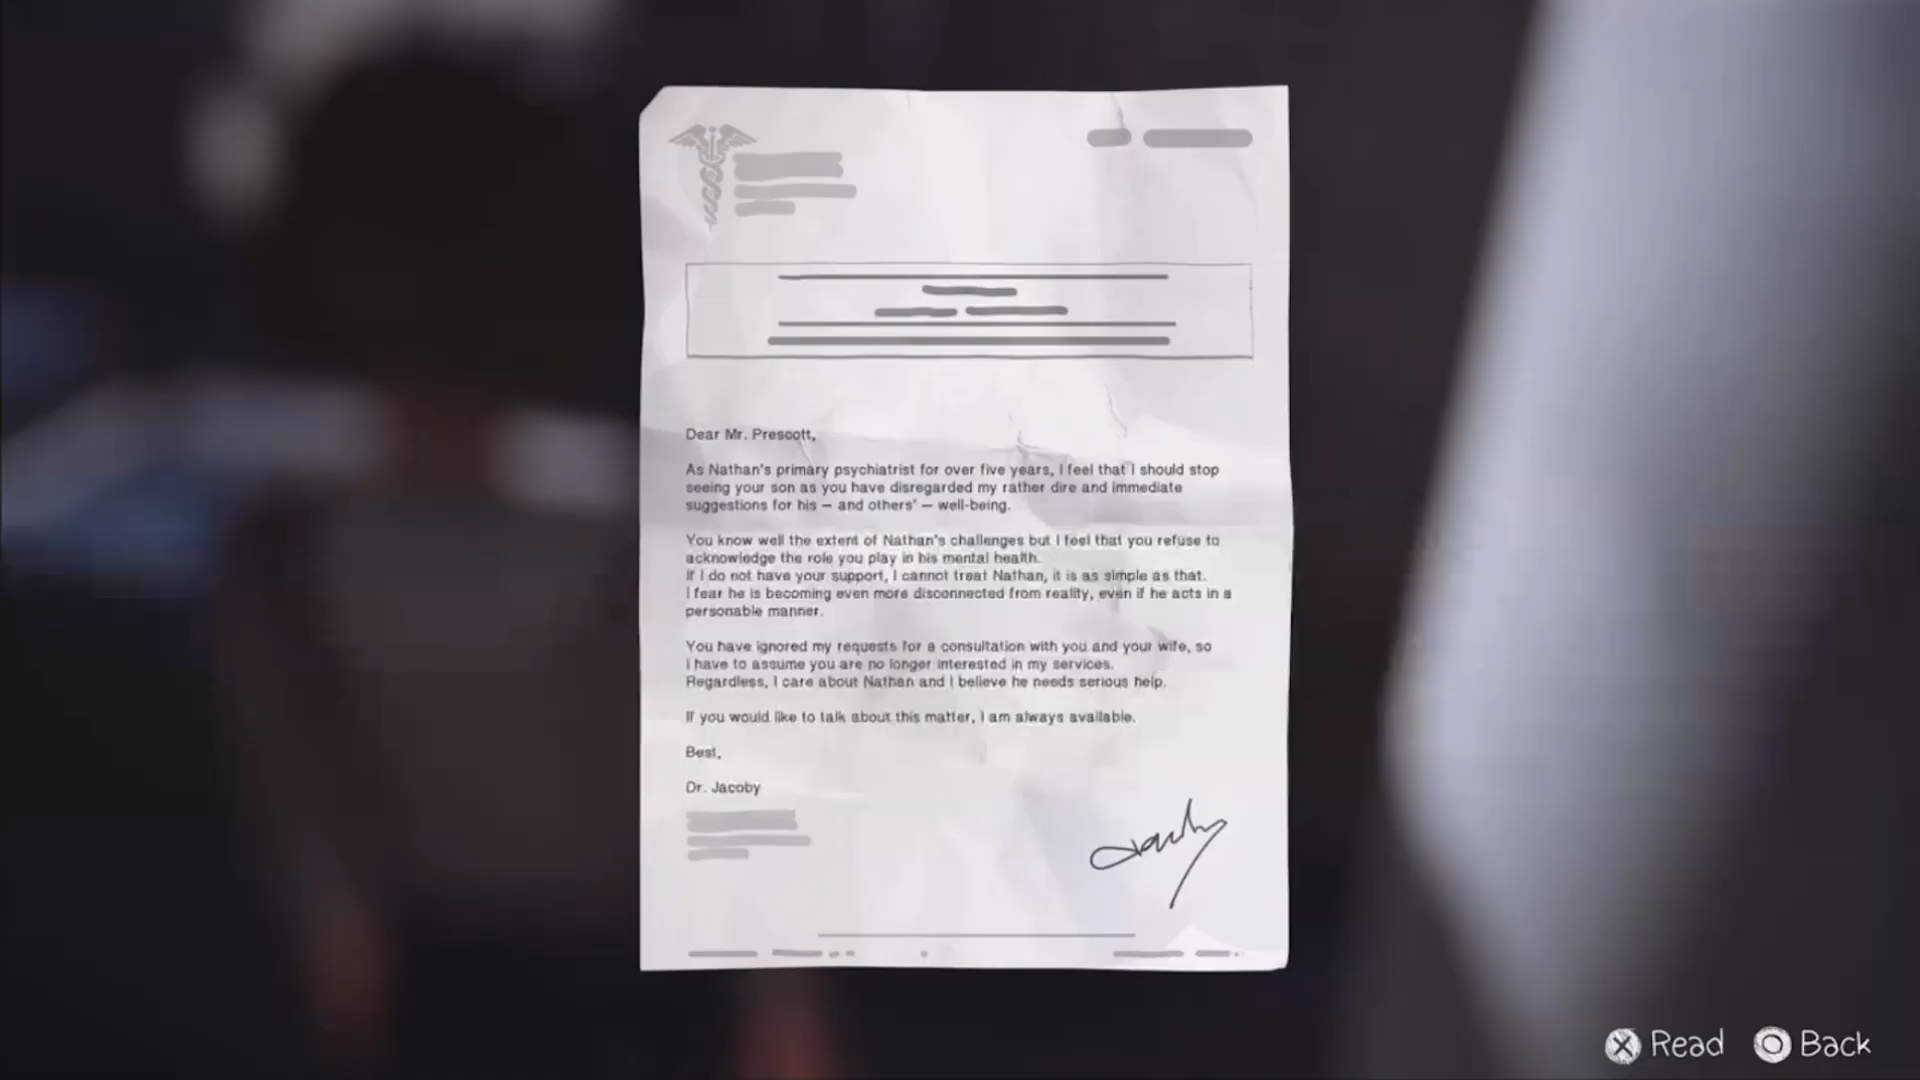 Dear Mr. Prescott,
As Nathan's primary psychiatrist for over five years, I feel that I should stop
seeing your son as you have disregarded my rather dire and immediate
suggestions for his – and others' – well-being.
You know well the extent of Nathan's challenges but I feel that you refuse to
acknowledge the role you play in his mental health.
If I do not have your support, I cannot treat Nathan, it is as simple as that.
I fear he is becoming even more disconnected from reality, even if he acts in a
personable manner.
You have ignored my requests for a consultation with you and your wife, so
I have to assume you are no longer interested in my services.
Regardless, I care about Nathan and I believe he needs serious help.
If you would like to talk about this matter, I am always available.
Best,
Dr. Jacoby
Read Back